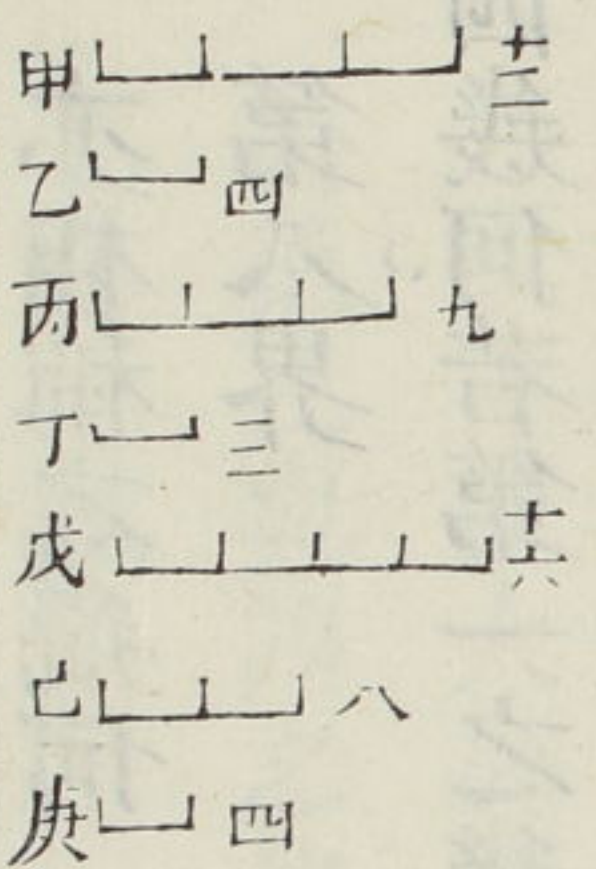 甲 十二
乙 四
丙 九
丁 三
戊 十六
己 八
庚 四